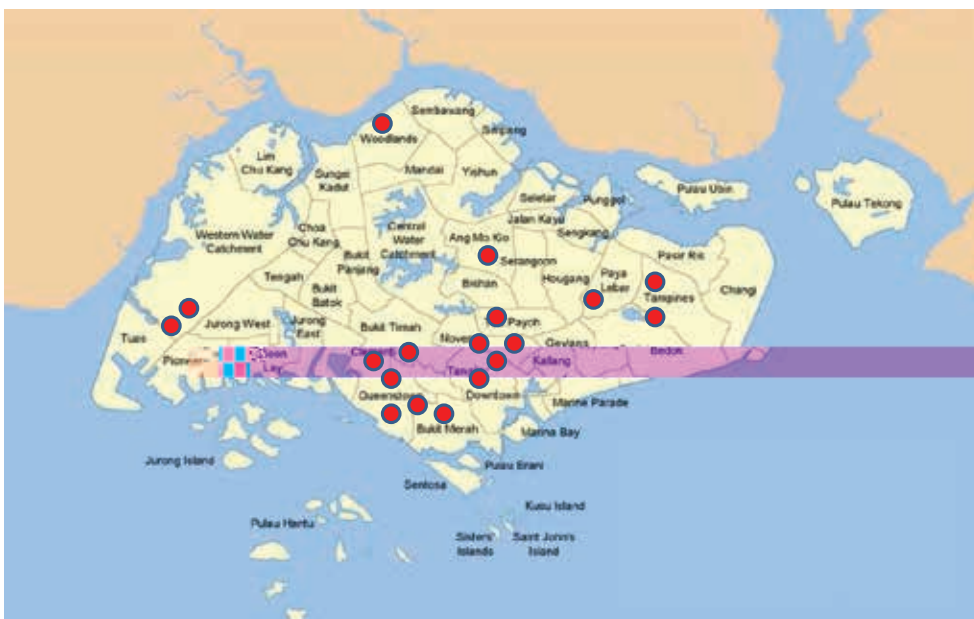 Sembawang
Woodlands
Simpang
Lim
Chu Kang
Sungei
Kadut
Mandai
Yishun
Seletar
Punggol
Pulau Ubin
Pulau Tekong
Western Water
Catchment
Choa
Chu Kang
Central
Water
Catchment
Bukit
Panjang
Ang Mo Kio
Jalan Kayu
Sengkang
Serangoon
Hougang
Paya
Lebar
Pasir Ris
Tampines
Changi
Tengah
Bukit
Batok
Bishan
Jurong West
Jurong
East
Bukit Timah
Payoh
Tuas
Geylang
Kallang
Bedok
Lay
Queenstown
Downtown
Marine Parade
Bukit Merah
Marina Bay
Jurong Island
Pulau Brani
Sentosa
Kusu Island
Pulau Hantu
Sisters'
Islands
Saint John's
Island